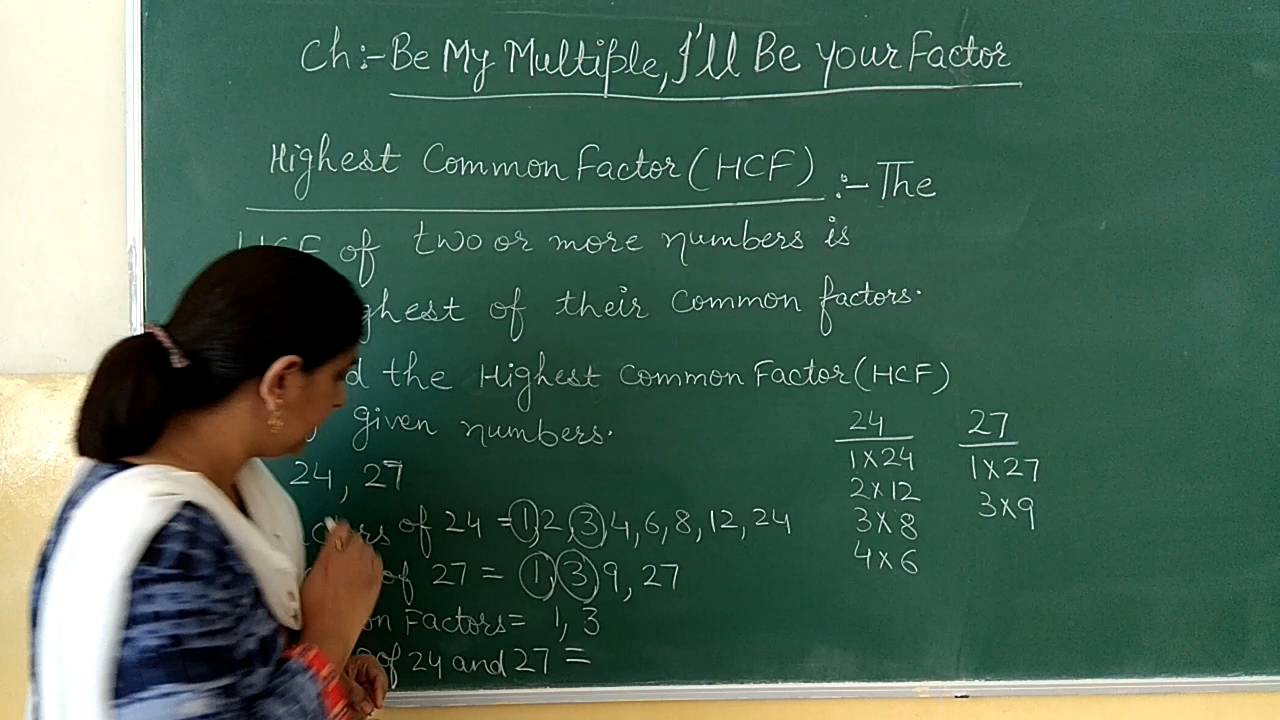 Ch:- Be My Multiple, I'll Be your Factor
Highest Common Factor (HCF) :- The
HCF of two or more numbers is
ghest of their common factors.
d the Highest Common Factor (HCF)
given numbers.
24, 27
of 24 = 1, 2, 3, 4, 6, 8, 12, 24
of 27 = 1, 3, 9, 27
on Factors = 1, 3
of 24 and 27 =
24
1×24
2×12
3×8
4×6
27
1×27
3×9